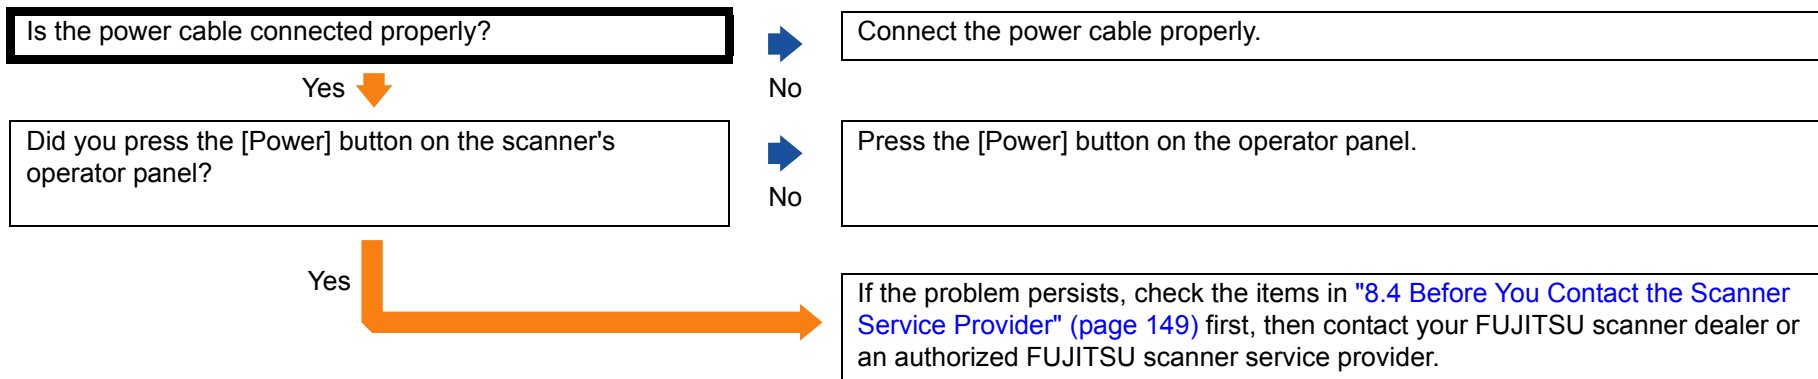 Is the power cable connected properly?
Connect the power cable properly.
Yes
No
Did you press the [Power] button on the scanner's
operator panel?
Press the [Power] button on the operator panel.
No
Yes
If the problem persists, check the items in "8.4 Before You Contact the Scanner
Service Provider" (page 149) first, then contact your FUJITSU scanner dealer or
an authorized FUJITSU scanner service provider.